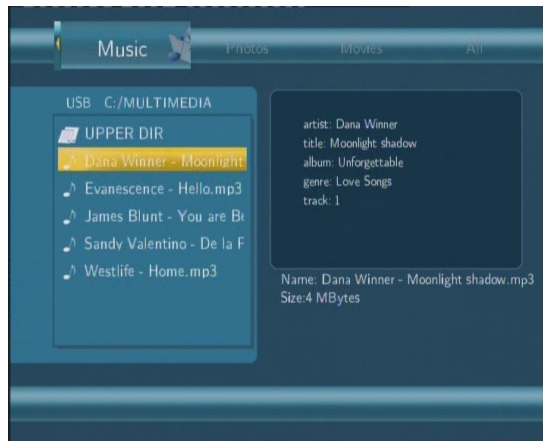 Music Photos Movies All
USB C:/MULTIMEDIA
UPPER DIR
Dana Winner - Moonlight
Evanescence - Hello.mp3
James Blunt - You are Be
Sandy Valentino - De la F
Westlife - Home.mp3
artist: Dana Winner
title: Moonlight shadow
album: Unforgettable
genre: Love Songs
track: 1
Name: Dana Winner - Moonlight shadow.mp3
Size:4 MBytes